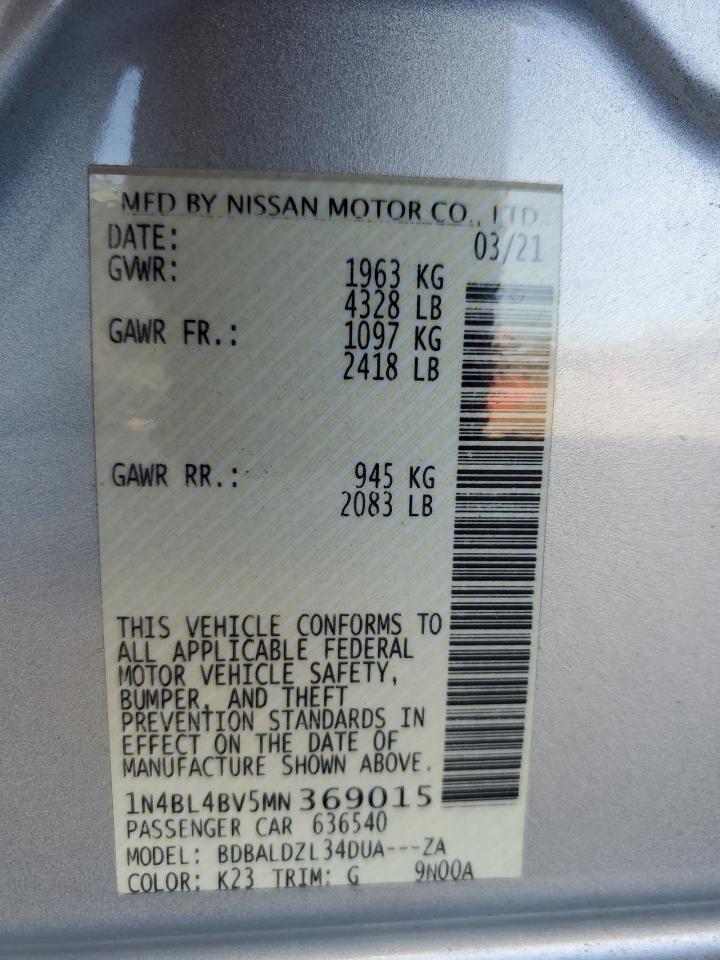 MFD BY NISSAN MOTOR CO., LTD.
DATE: 03/21
GVWR: 1963 KG
4328 LB
GAWR FR.: 1097 KG
2418 LB
GAWR RR.: 945 KG
2083 LB
THIS VEHICLE CONFORMS TO
ALL APPLICABLE FEDERAL
MOTOR VEHICLE SAFETY,
BUMPER, AND THEFT
PREVENTION STANDARDS IN
EFFECT ON THE DATE OF
MANUFACTURE SHOWN ABOVE.
1N4BL4BV5MN369015
PASSENGER CAR 636540
MODEL: BDBALDZL34DUA---ZA
COLOR: K23 TRIM: G 9N00A